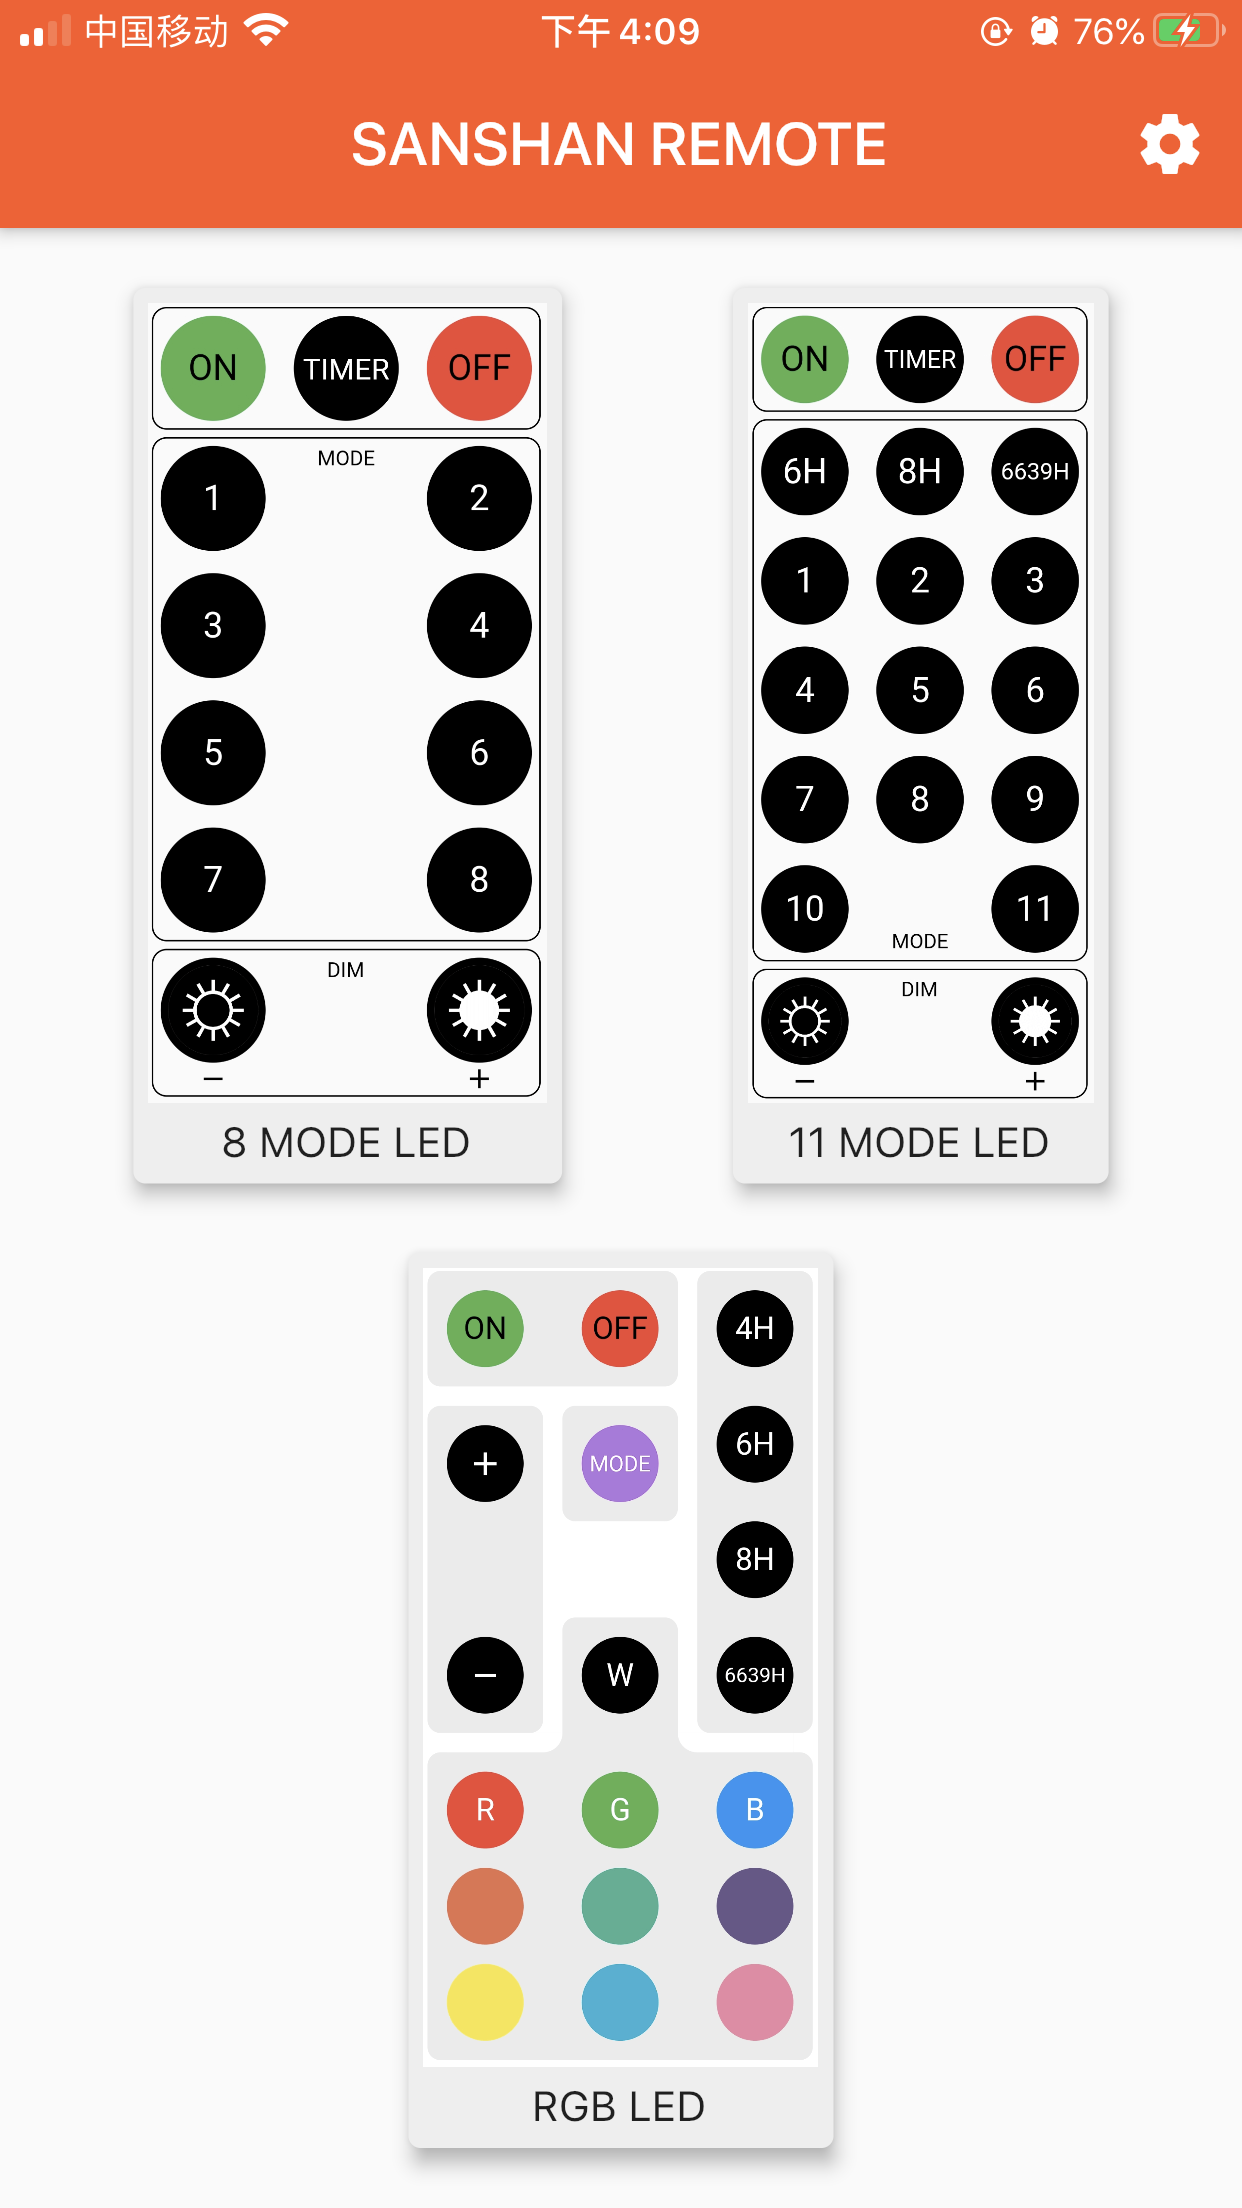 中国移动 下午4:09 76%
SANSHAN REMOTE
ON TIMER OFF
MODE
1 2
3 4
5 6
7 8
DIM
− +
8 MODE LED
ON TIMER OFF
6H 8H 6639H
1 2 3
4 5 6
7 8 9
10 11
MODE
DIM
− +
11 MODE LED
ON OFF 4H
+ MODE 6H
8H
− W 6639H
R G B
RGB LED